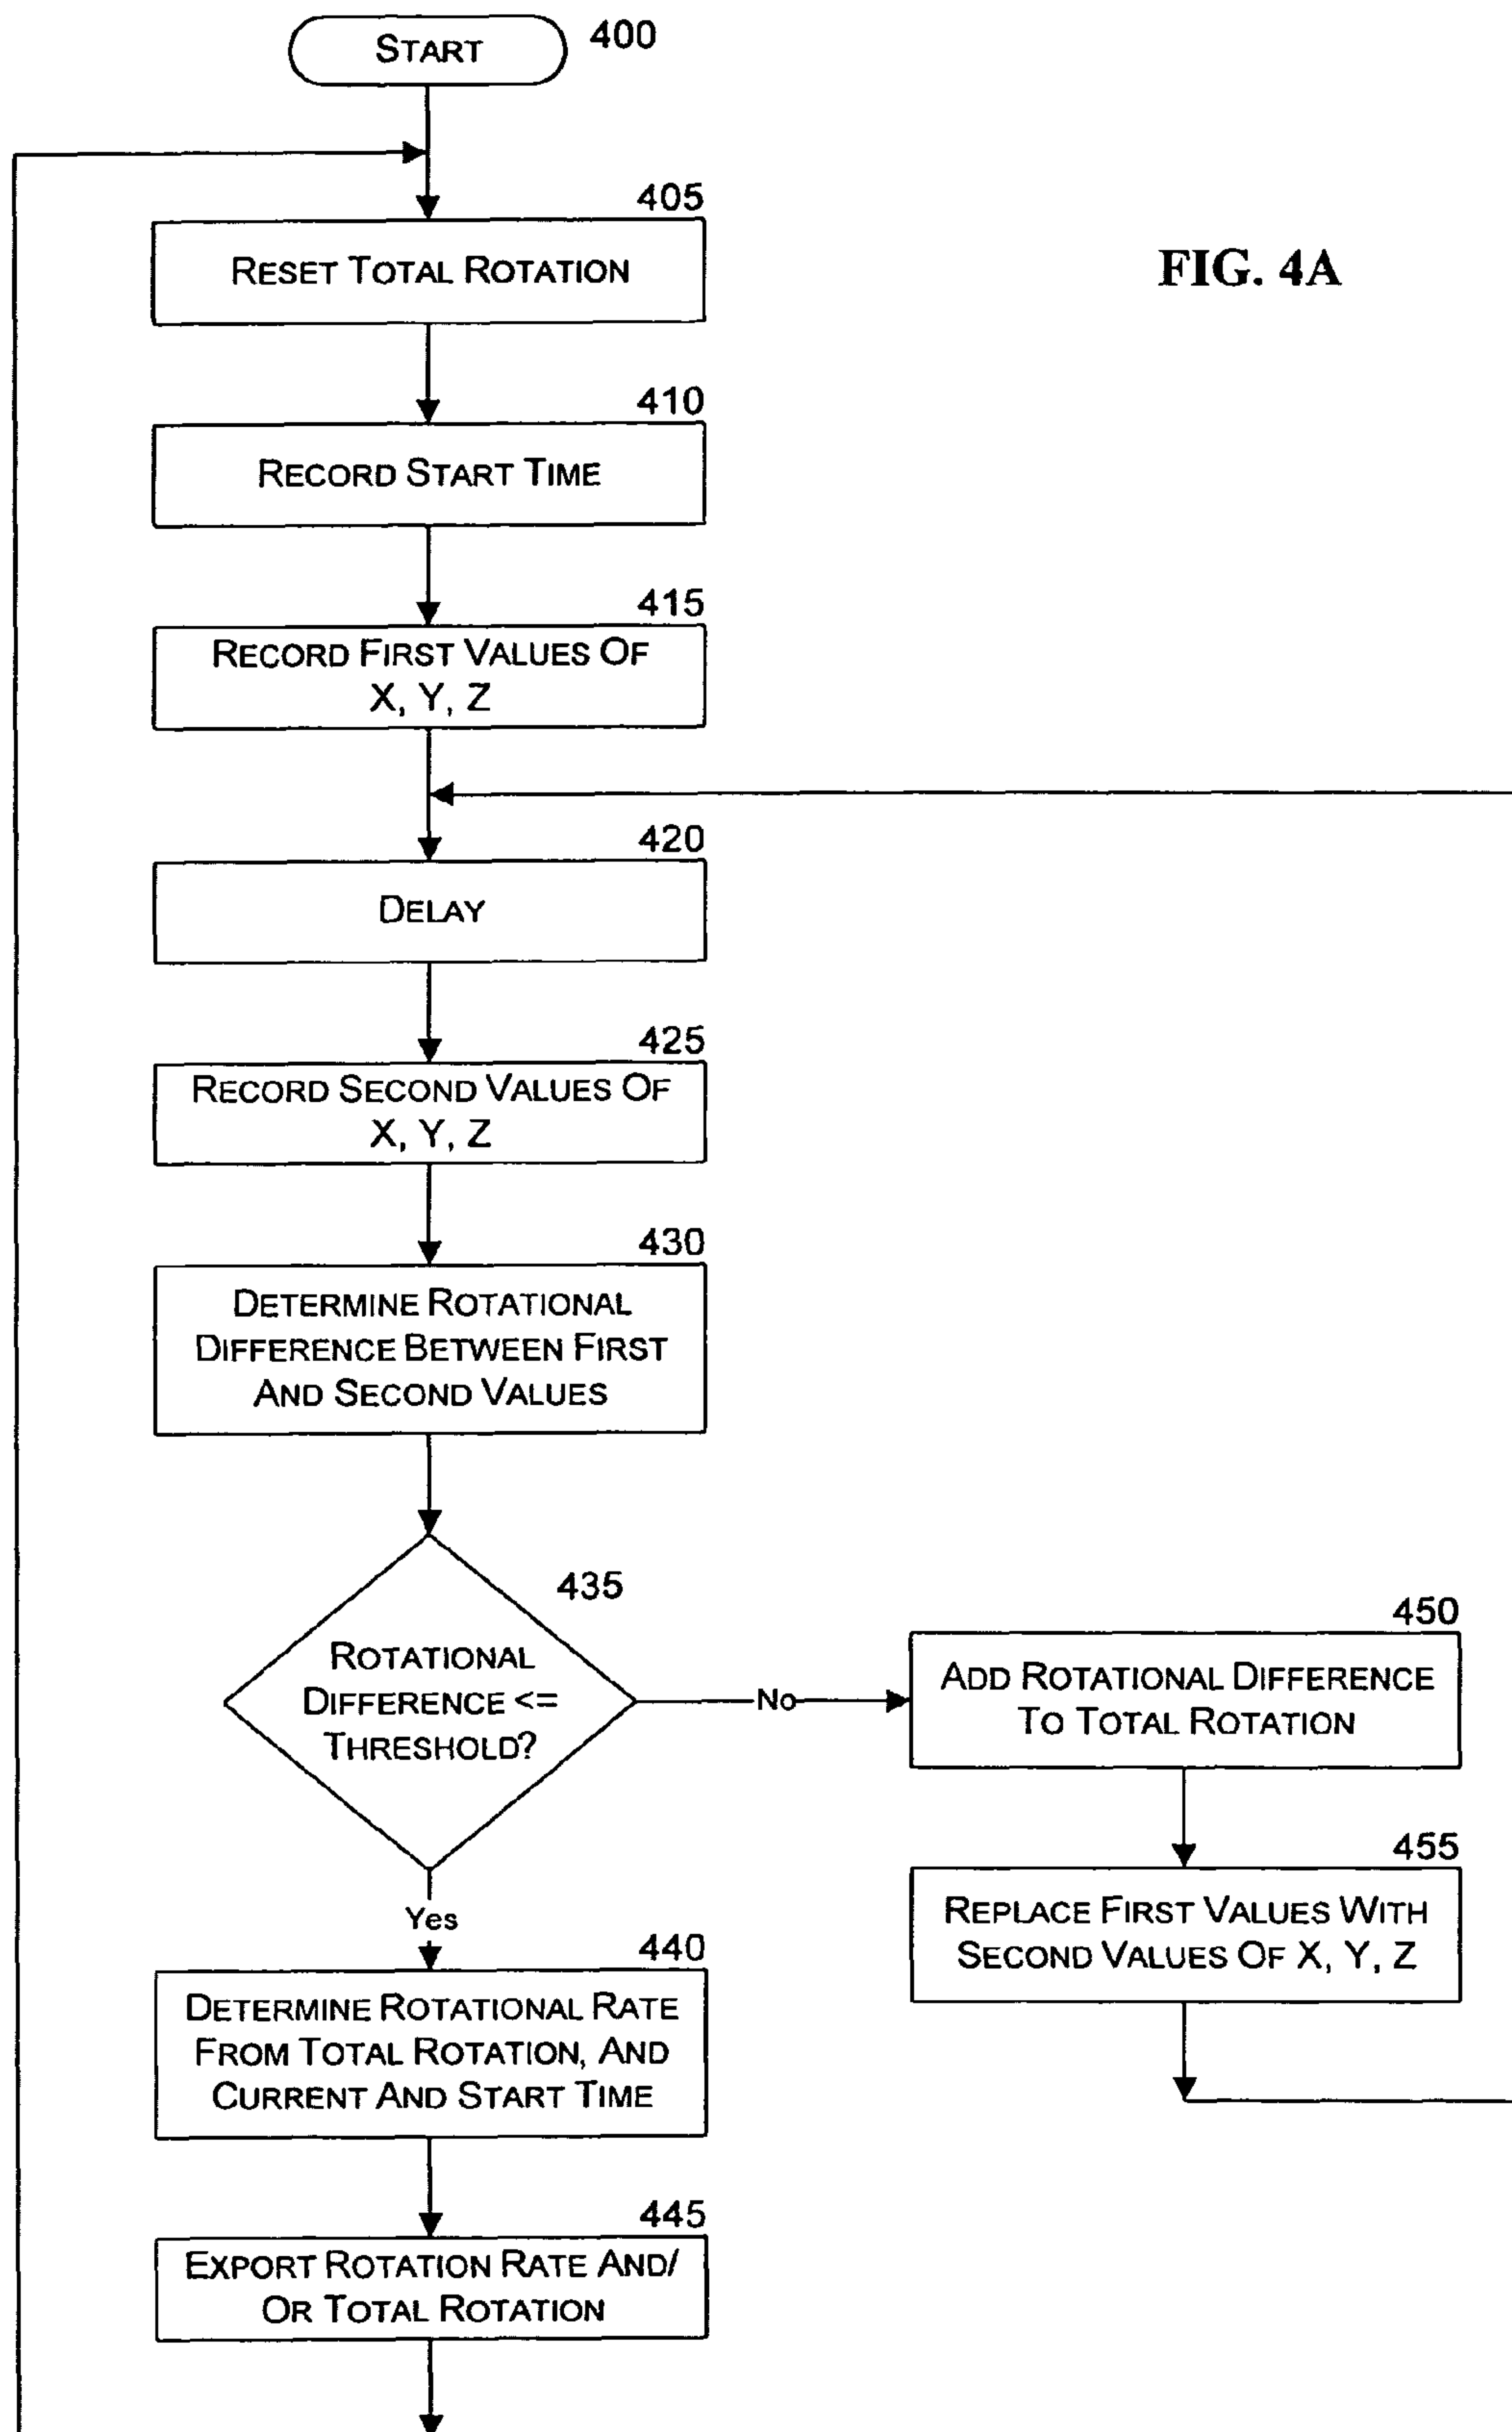 START
400
405
RESET TOTAL ROTATION
FIG. 4A
410
RECORD START TIME
415
RECORD FIRST VALUES OF
X, Y, Z
420
DELAY
425
RECORD SECOND VALUES OF
X, Y, Z
430
DETERMINE ROTATIONAL
DIFFERENCE BETWEEN FIRST
AND SECOND VALUES
435
ROTATIONAL
DIFFERENCE <=
THRESHOLD?
No
450
ADD ROTATIONAL DIFFERENCE
TO TOTAL ROTATION
455
REPLACE FIRST VALUES WITH
SECOND VALUES OF X, Y, Z
Yes
440
DETERMINE ROTATIONAL RATE
FROM TOTAL ROTATION, AND
CURRENT AND START TIME
445
EXPORT ROTATION RATE AND/
OR TOTAL ROTATION